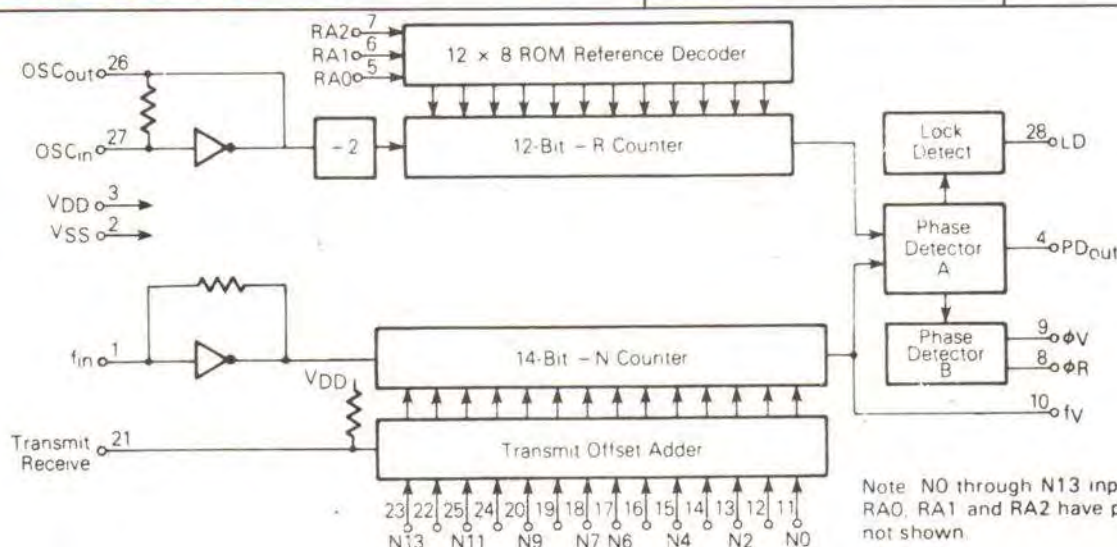 RA2 7
RA1 6
RA0 5
12 × 8 ROM Reference Decoder
OSCout 26
OSCin 27
- 2
12-Bit - R Counter
Lock Detect
28 LD
VDD 3
VSS 2
Phase Detector A
4 PDout
fin 1
14-Bit - N Counter
Phase Detector B
9 φV
8 φR
VDD
10 fV
Transmit Receive 21
Transmit Offset Adder
23 22 25 24 20 19 18 17 16 15 14 13 12 11
N13 N11 N9 N7 N6 N4 N2 N0
Note N0 through N13
RA0, RA1 and RA2 have
not shown